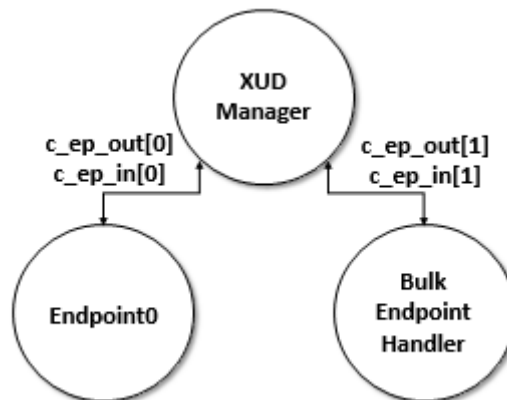 XUD
Manager
c_ep_out[0]
c_ep_in[0]
c_ep_out[1]
c_ep_in[1]
Endpoint0
Bulk
Endpoint
Handler